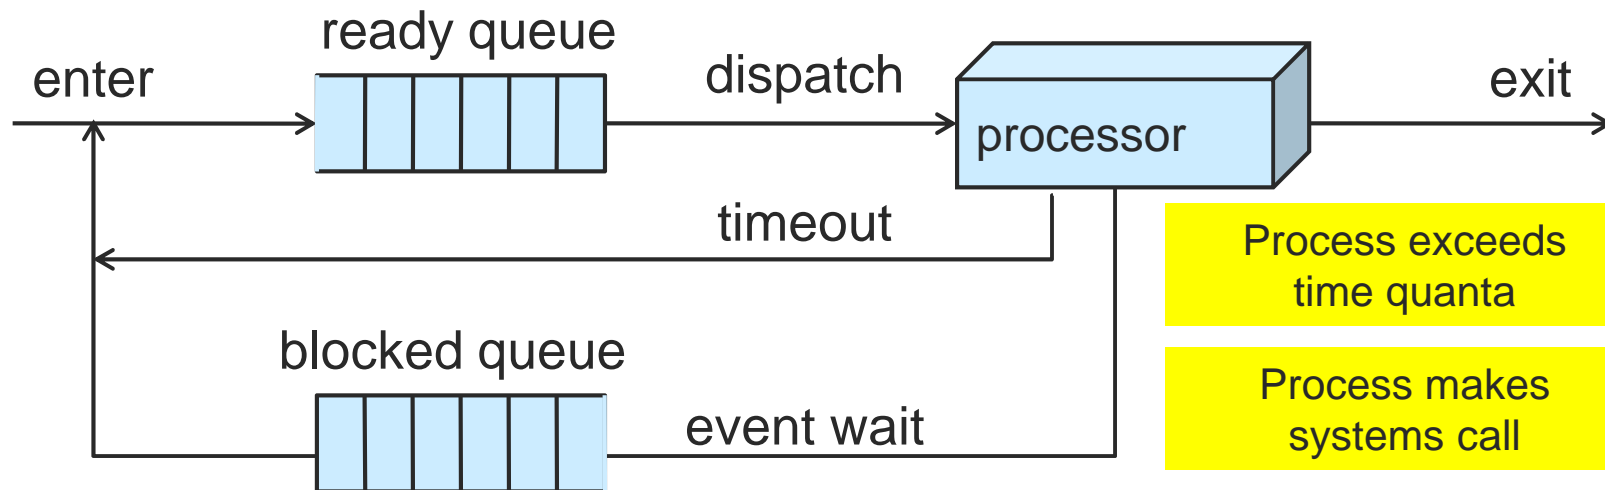 ready queue
enter
dispatch
exit
processor
timeout
Process exceeds
time quanta
blocked queue
Process makes
systems call
event wait